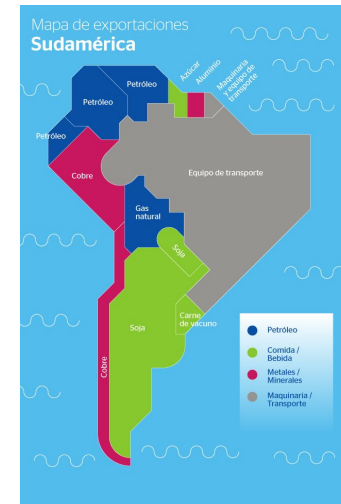 Mapa de exportaciones
Sudamérica
Azúcar
Aluminio
Maquinaria
y equipo de
transporte
Petróleo
Petróleo
Petróleo
Cobre
Equipo de transporte
Gas
natural
Soja
Soja
Carne
de vacuno
Cobre
Petróleo
Comida /
Bebida
Metales /
Minerales
Maquinaria /
Transporte